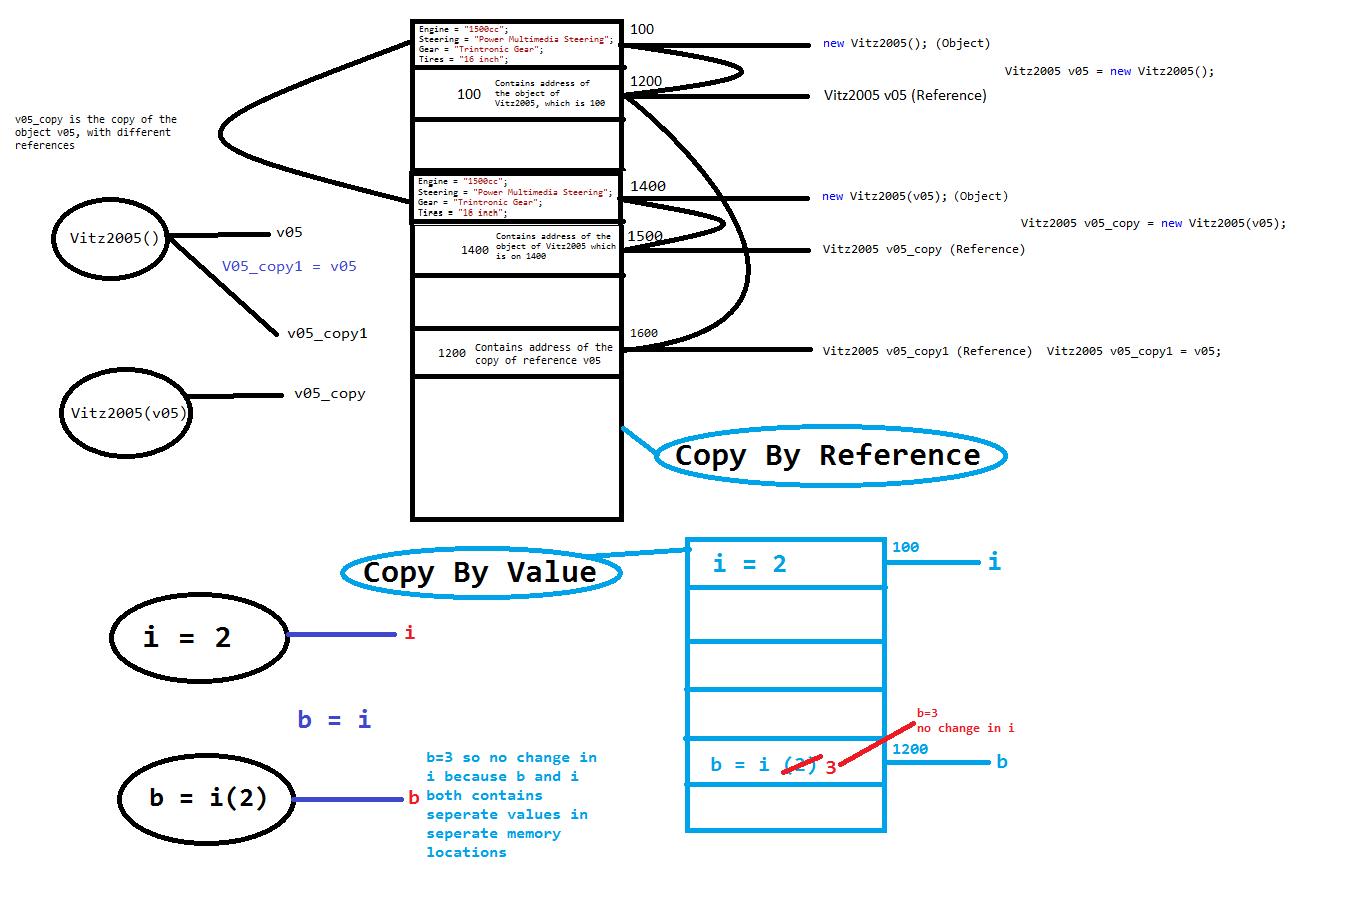 Engine = "1500cc";
Steering = "Power Multimedia Steering";
Gear = "Trintronic Gear";
Tires = "16 inch";
100
new Vitz2005(); (Object)
Vitz2005 v05 = new Vitz2005();
1200
100
Contains address of
the object of
Vitz2005, which is 100
Vitz2005 v05 (Reference)
v05_copy is the copy of the
object v05, with different
references
Engine = "1500cc";
Steering = "Power Multimedia Steering";
Gear = "Trintronic Gear";
Tires = "16 inch";
1400
new Vitz2005(v05); (Object)
Vitz2005 v05_copy = new Vitz2005(v05);
1500
1400
Contains address of the
object of Vitz2005 which
is on 1400
Vitz2005 v05_copy (Reference)
Vitz2005()
v05
V05_copy1 = v05
v05_copy1
1600
1200
Contains address of the
copy of reference v05
Vitz2005 v05_copy1 (Reference)
Vitz2005 v05_copy1 = v05;
Vitz2005(v05)
v05_copy
Copy By Reference
Copy By Value
i = 2
100
i
i = 2
i
b = i
b = i(2)
b
b=3 so no change in
i because b and i
both contains
seperate values in
seperate memory
locations
b=3
no change in i
1200
b = i (2) 3
b